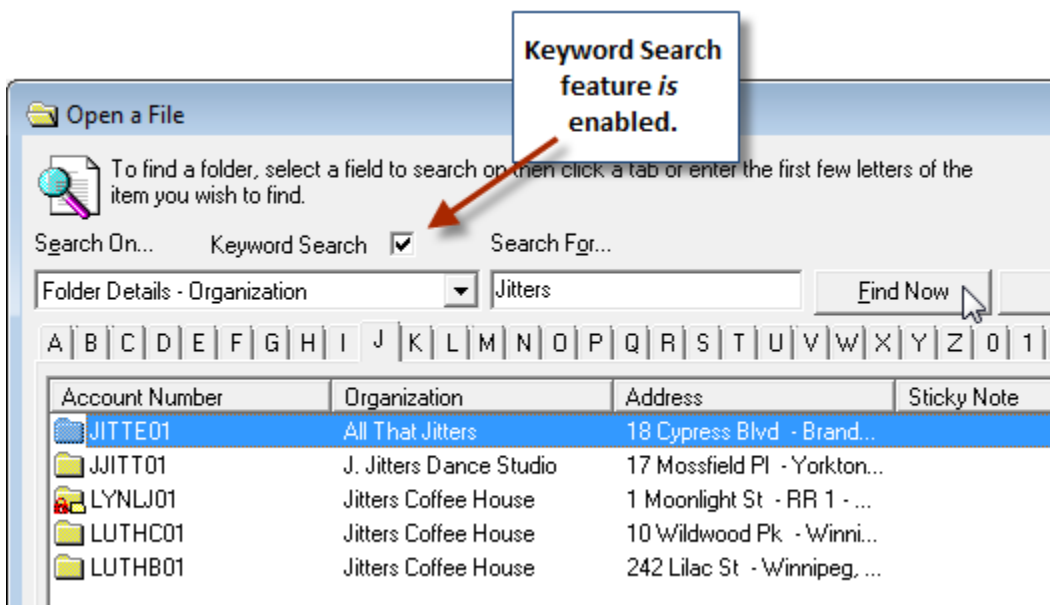 Keyword Search
feature is
enabled.
Open a File
To find a folder, select a field to search on then click a tab or enter the first few letters of the
item you wish to find.
Search On... Keyword Search Search For...
Folder Details - Organization Jitters Find Now
A B C D E F G H I J K L M N O P Q R S T U V W X Y Z 0 1
Account Number Organization Address Sticky Note
JITTE01 All That Jitters 18 Cypress Blvd - Brand...
JJITT01 J. Jitters Dance Studio 17 Mossfield Pl - Yorkton...
LYNLJ01 Jitters Coffee House 1 Moonlight St - RR 1 - ...
LUTHC01 Jitters Coffee House 10 Wildwood Pk - Winni...
LUTHB01 Jitters Coffee House 242 Lilac St - Winnipeg, ...